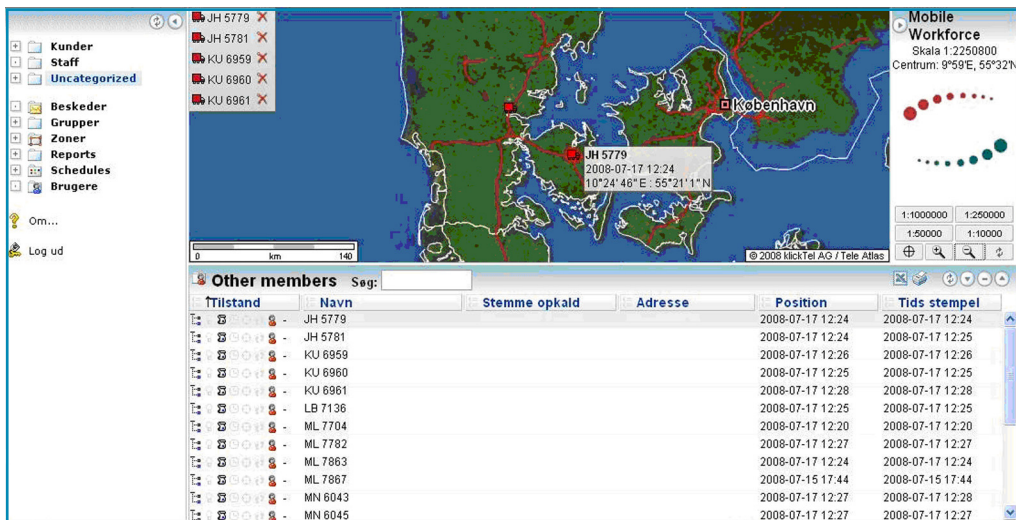 Kunder
Staff
Uncategorized
Beskeder
Grupper
Zoner
Reports
Schedules
Brugere
Om...
Log ud
JH 5779
JH 5781
KU 6959
KU 6960
KU 6961
København
JH 5779
2008-07-17 12:24
10°24'46"E : 55°21'1"N
0 km 140
© 2008 klickTel AG / Tele Atlas
Mobile
Workforce
Skala 1:2250800
Centrum: 9°59'E, 55°32'N
1:1000000 1:250000
1:50000 1:10000
Other members Søg:
Tilstand Navn Stemme opkald Adresse Position Tids stempel
- JH 5779 2008-07-17 12:24 2008-07-17 12:24
- JH 5781 2008-07-17 12:24 2008-07-17 12:25
- KU 6959 2008-07-17 12:26 2008-07-17 12:26
- KU 6960 2008-07-17 12:25 2008-07-17 12:25
- KU 6961 2008-07-17 12:28 2008-07-17 12:28
- LB 7136 2008-07-17 12:25 2008-07-17 12:25
- ML 7704 2008-07-17 12:20 2008-07-17 12:20
- ML 7782 2008-07-17 12:27 2008-07-17 12:27
- ML 7863 2008-07-17 12:24 2008-07-17 12:24
- ML 7867 2008-07-15 17:44 2008-07-15 17:44
- MN 6043 2008-07-17 12:27 2008-07-17 12:28
- MN 6045 2008-07-17 12:27 2008-07-17 12:27